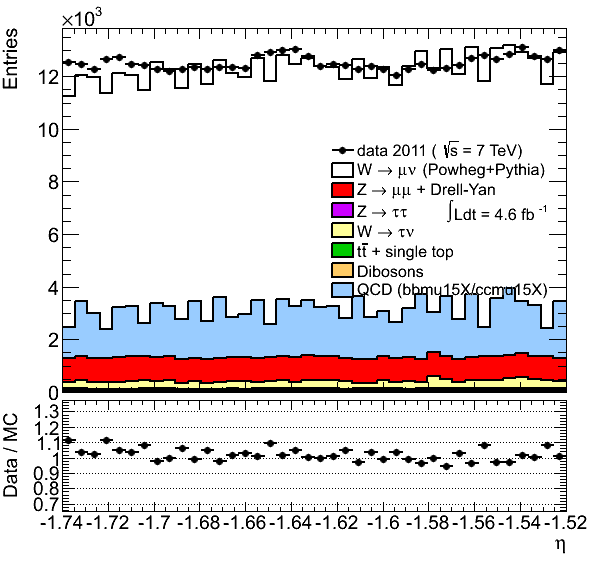 ×10³
Entries
12
10
8
6
4
2
0
data 2011 ( √s = 7 TeV)
W → μν (Powheg+Pythia)
Z → μμ + Drell-Yan
Z → ττ
∫Ldt = 4.6 fb⁻¹
W → τν
tt̅ + single top
Dibosons
QCD (bbmu15X/ccmu15X)
Data / MC
1.3
1.2
1.1
1
0.9
0.8
0.7
-1.74 -1.72 -1.7 -1.68 -1.66 -1.64 -1.62 -1.6 -1.58 -1.56 -1.54 -1.52
η